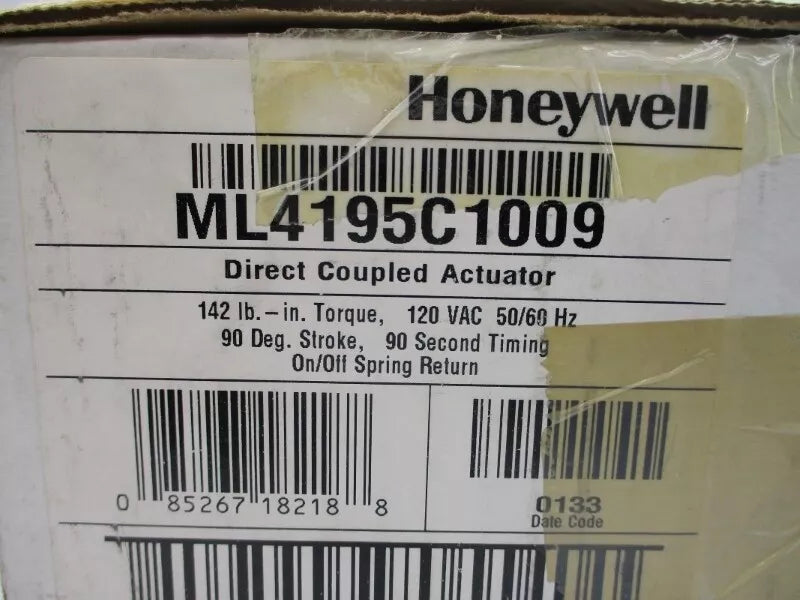 Honeywell
ML4195C1009
Direct Coupled Actuator
142 lb.-in. Torque, 120 VAC 50/60 Hz
90 Deg. Stroke, 90 Second Timing
On/Off Spring Return
0 85267 18218 8
0133
Date Code